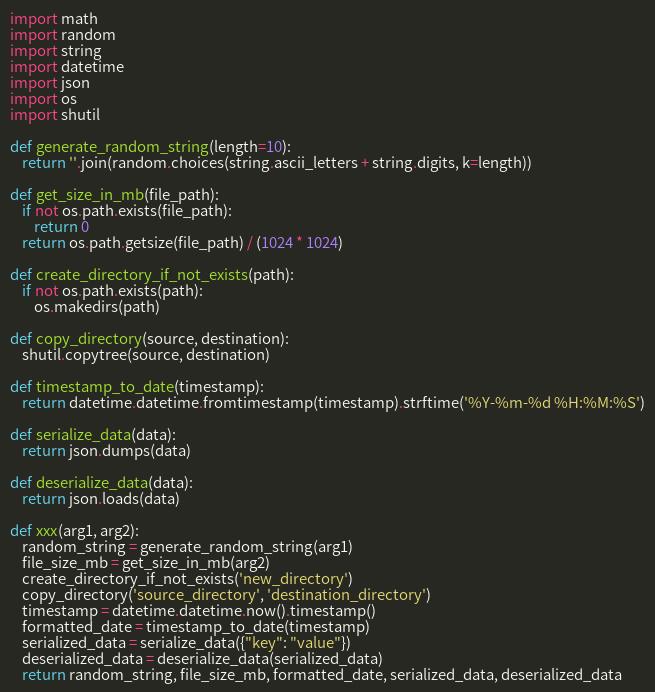 import math
import random
import string
import datetime
import json
import os
import shutil

def generate_random_string(length=10):
    return ''.join(random.choices(string.ascii_letters + string.digits, k=length))

def get_size_in_mb(file_path):
    if not os.path.exists(file_path):
        return 0
    return os.path.getsize(file_path) / (1024 * 1024)

def create_directory_if_not_exists(path):
    if not os.path.exists(path):
        os.makedirs(path)

def copy_directory(source, destination):
    shutil.copytree(source, destination)

def timestamp_to_date(timestamp):
    return datetime.datetime.fromtimestamp(timestamp).strftime('%Y-%m-%d %H:%M:%S')

def serialize_data(data):
    return json.dumps(data)

def deserialize_data(data):
    return json.loads(data)

def xxx(arg1, arg2):
    random_string = generate_random_string(arg1)
    file_size_mb = get_size_in_mb(arg2)
    create_directory_if_not_exists('new_directory')
    copy_directory('source_directory', 'destination_directory')
    timestamp = datetime.datetime.now().timestamp()
    formatted_date = timestamp_to_date(timestamp)
    serialized_data = serialize_data({"key": "value"})
    deserialized_data = deserialize_data(serialized_data)
    return random_string, file_size_mb, formatted_date, serialized_data, deserialized_data